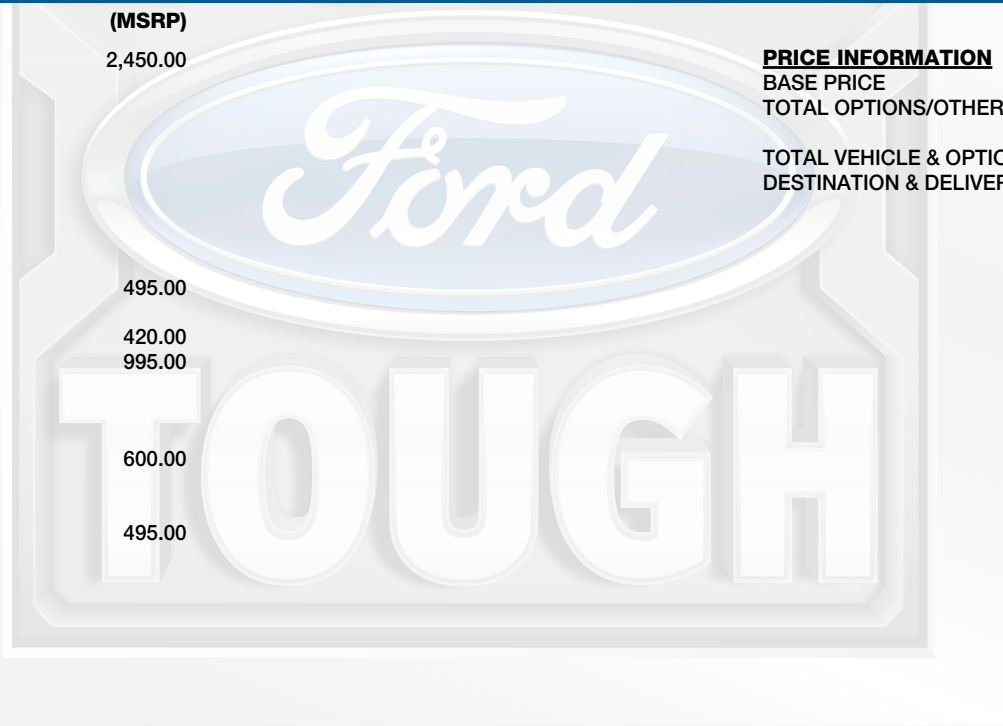 (MSRP)
2,450.00
495.00
420.00
995.00
600.00
495.00
PRICE INFORMATION
BASE PRICE
TOTAL OPTIONS/OTHER
TOTAL VEHICLE & OPTIO
DESTINATION & DELIVER
Ford
TOUGH